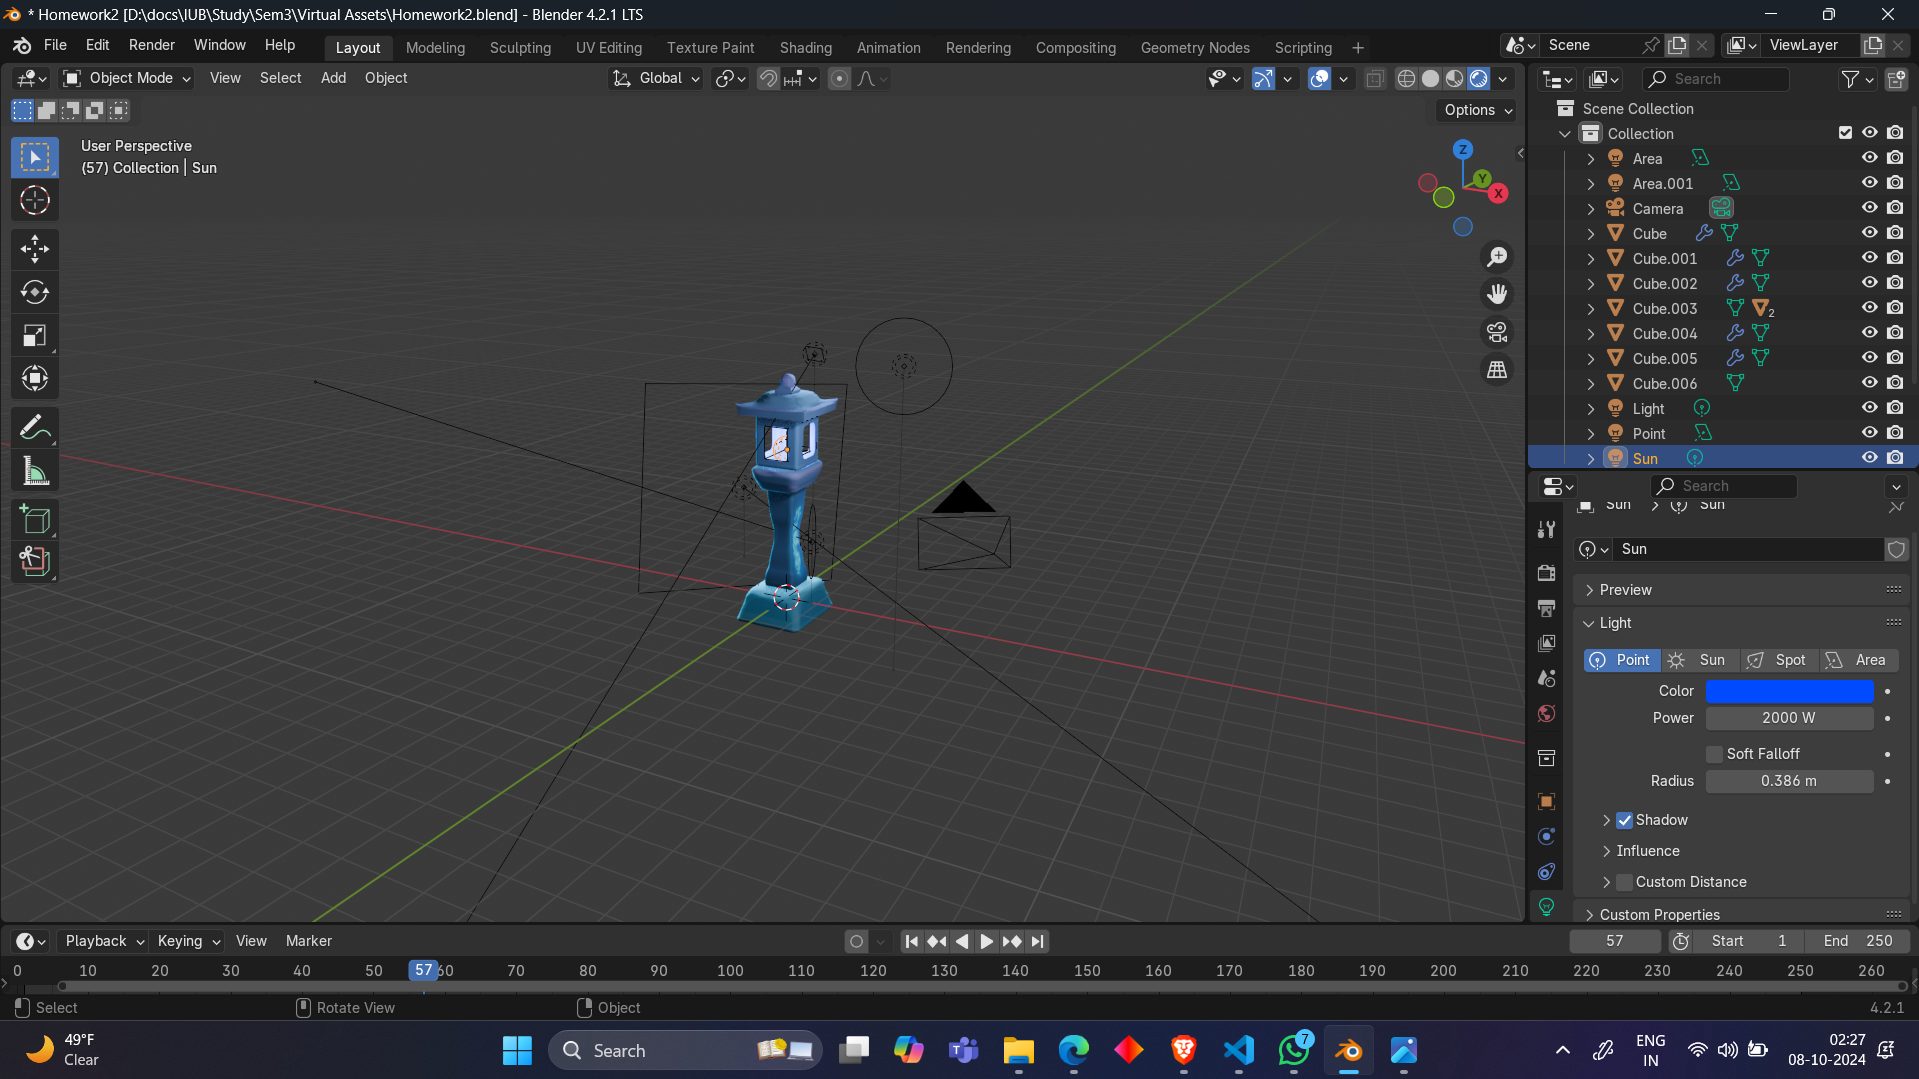 * Homework2 [D:\docs\IUB\Study\Sem3\Virtual Assets\Homework2.blend] - Blender 4.2.1 LTS
File Edit Render Window Help Layout Modeling Sculpting UV Editing Texture Paint Shading Animation Rendering Compositing Geometry Nodes Scripting + Scene ViewLayer
Object Mode View Select Add Object Global Search
Options
User Perspective
(57) Collection | Sun
Z
Y
X
Scene Collection
Collection
Area
Area.001
Camera
Cube
Cube.001
Cube.002
Cube.003 2
Cube.004
Cube.005
Cube.006
Light
Point
Sun
Search
Sun > Sun
Sun
Preview
Light
Point Sun Spot Area
Color
Power 2000 W
Soft Falloff
Radius 0.386 m
Shadow
Influence
Custom Distance
Custom Properties
Playback Keying View Marker 57 Start 1 End 250
0 10 20 30 40 50 57 60 70 80 90 100 110 120 130 140 150 160 170 180 190 200 210 220 230 240 250 260
Select Rotate View Object 4.2.1
49°F
Clear
Search
7
ENG
IN
02:27
08-10-2024